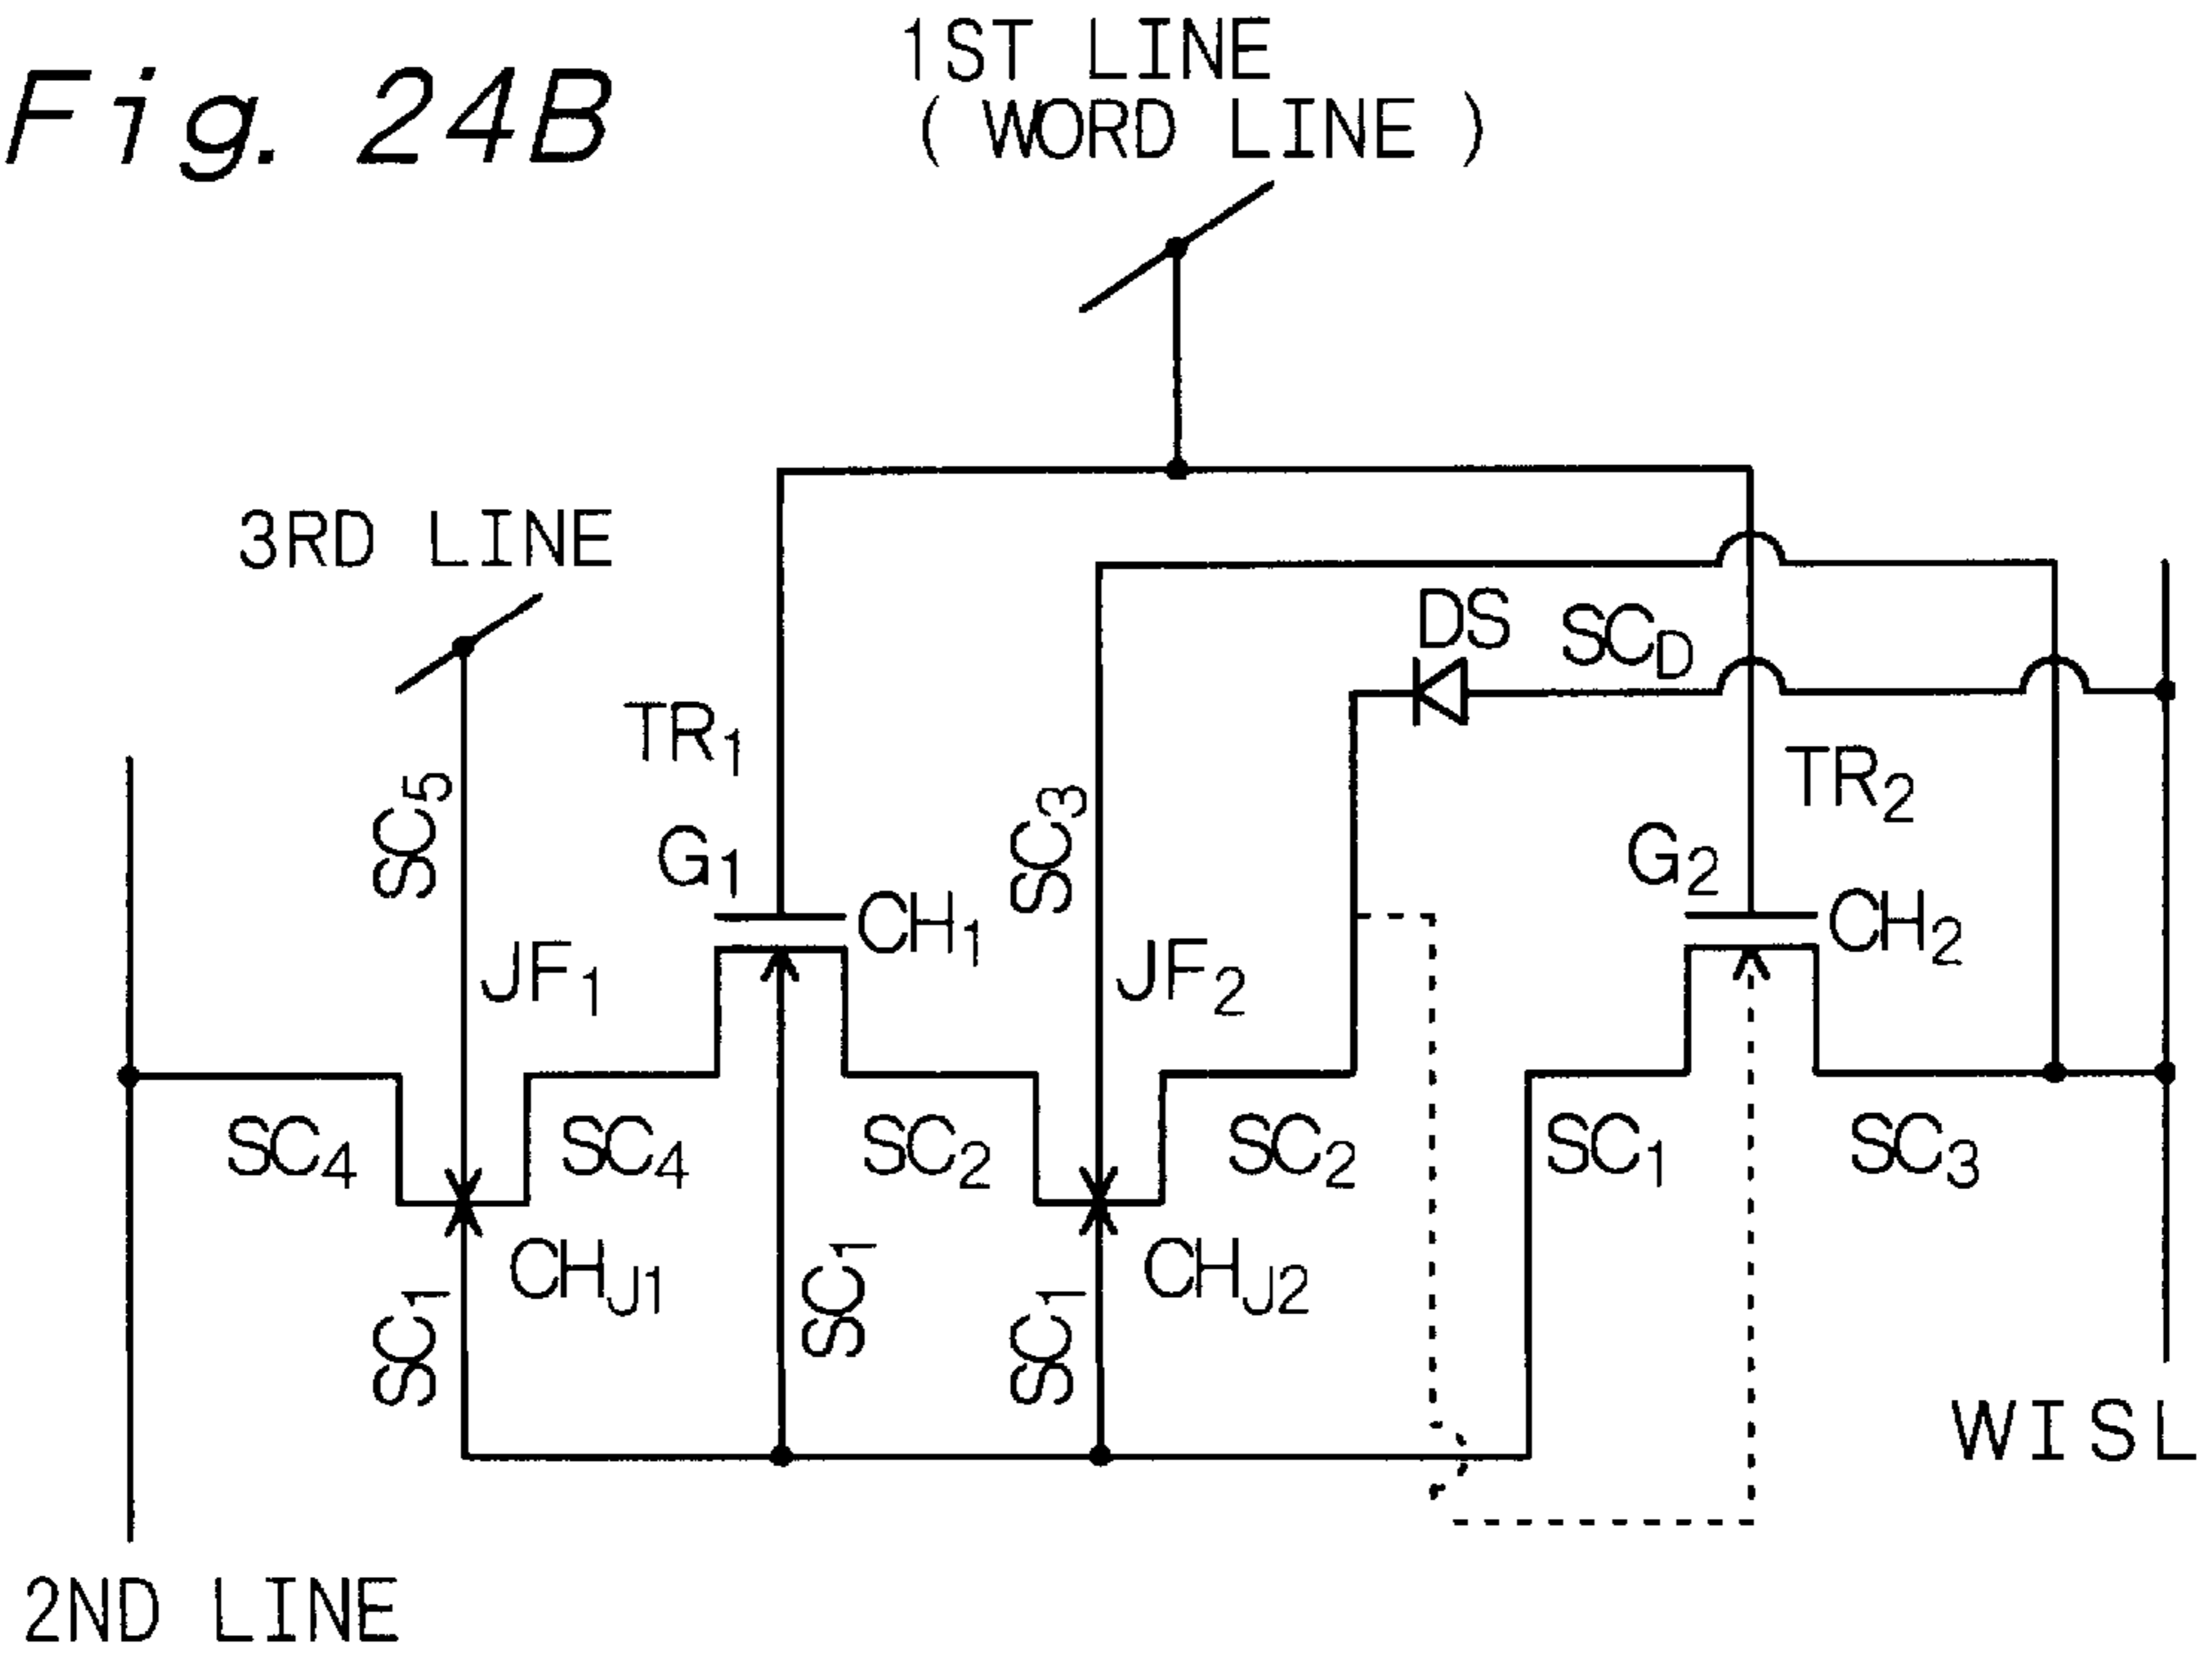 Fig. 24B
1ST LINE
( WORD LINE )
3RD LINE
DS
SCD
TR1
TR2
SC5
SC3
G1
G2
CH1
CH2
JF1
JF2
SC4
SC4
SC2
SC2
SC1
SC3
CHJ1
CHJ2
SC1
SC1
SC1
WISL
2ND LINE